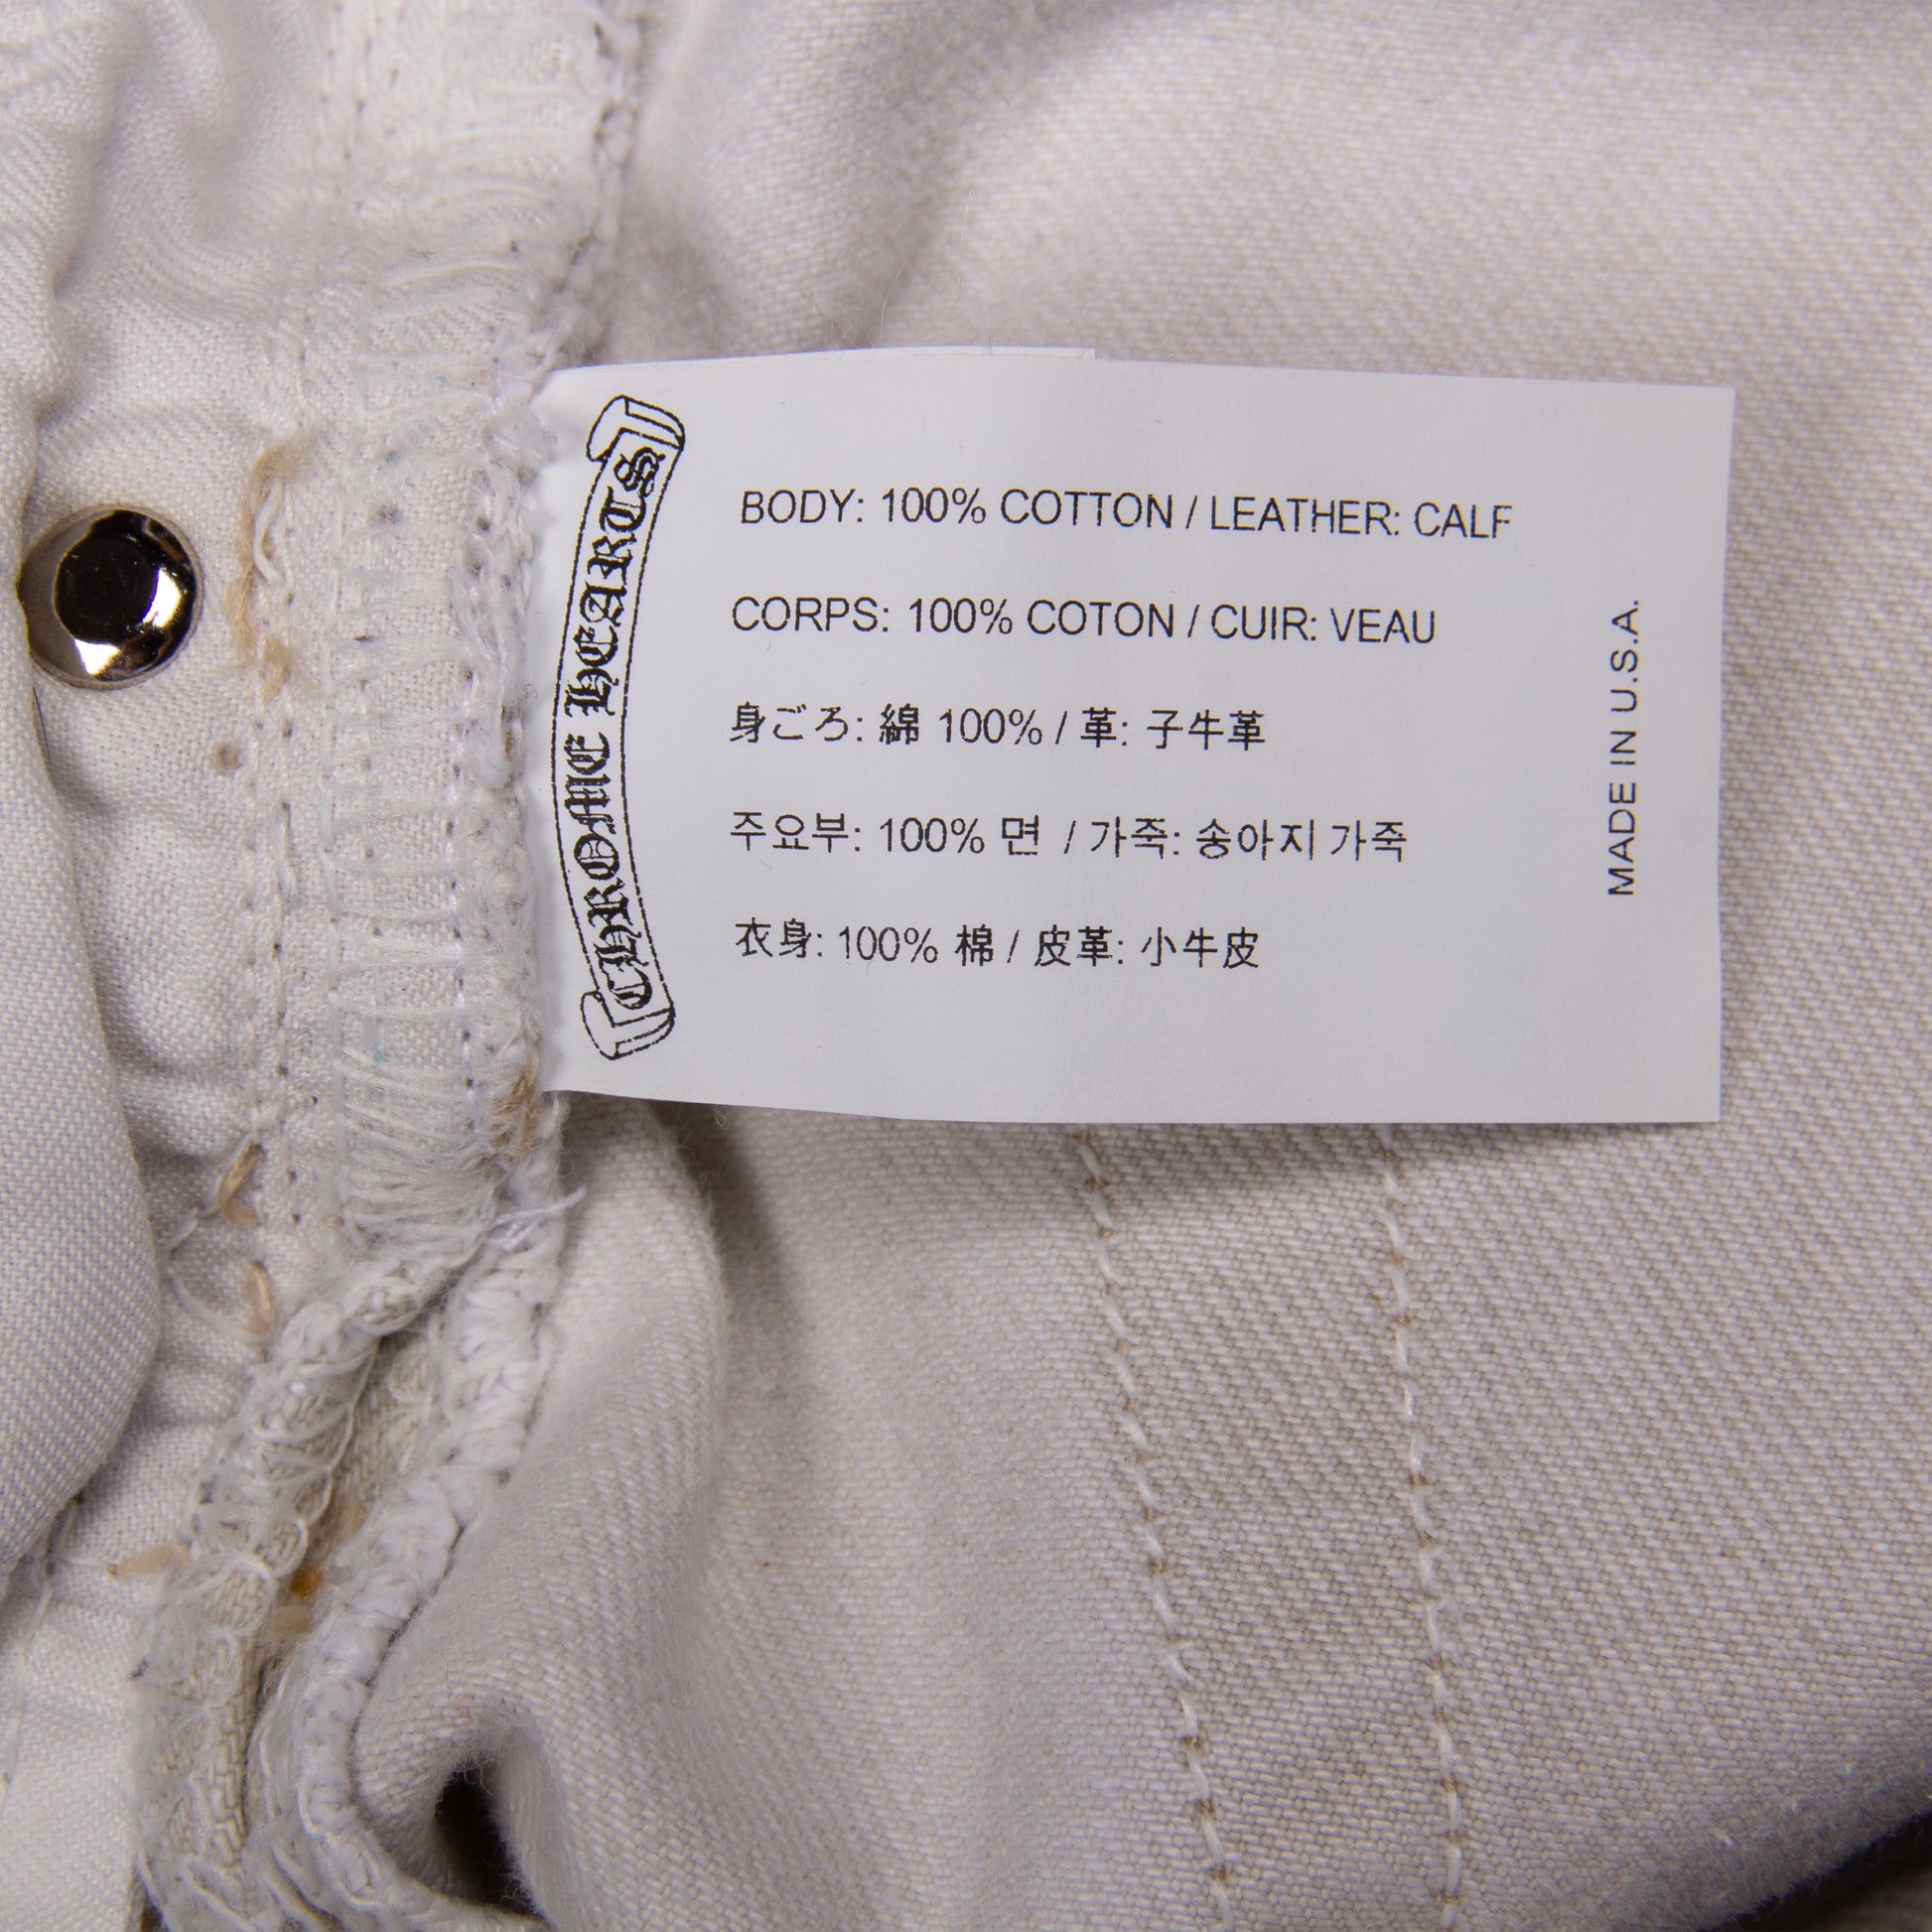 CHROME HEARTS
BODY: 100% COTTON / LEATHER: CALF
CORPS: 100% COTON / CUIR: VEAU
身ごろ: 綿 100% / 革: 子牛革
주요부: 100% 면 / 가죽: 송아지 가죽
衣身: 100% 棉 / 皮革: 小牛皮
MADE IN U.S.A.